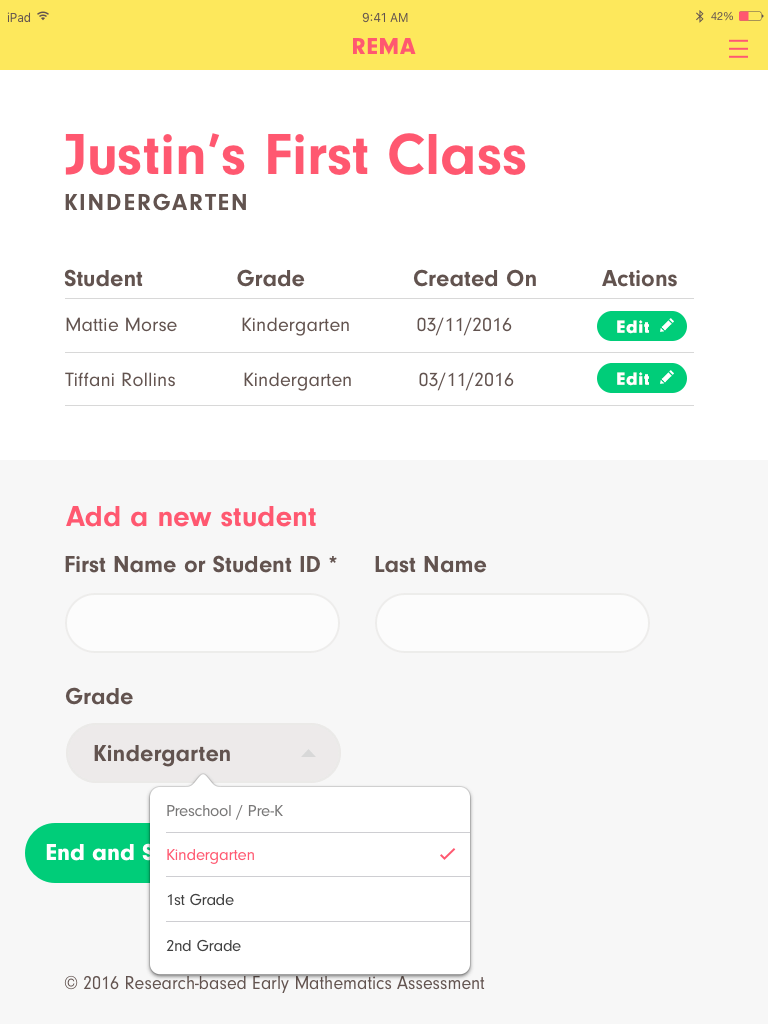 iPad 9:41 AM 42%
REMA
Justin’s First Class
KINDERGARTEN
Student Grade Created On Actions
Mattie Morse Kindergarten 03/11/2016 Edit
Tiffani Rollins Kindergarten 03/11/2016 Edit
Add a new student
First Name or Student ID * Last Name
Grade
Kindergarten
Preschool / Pre-K
End and
Kindergarten
1st Grade
2nd Grade
© 2016 Research-based Early Mathematics Assessment